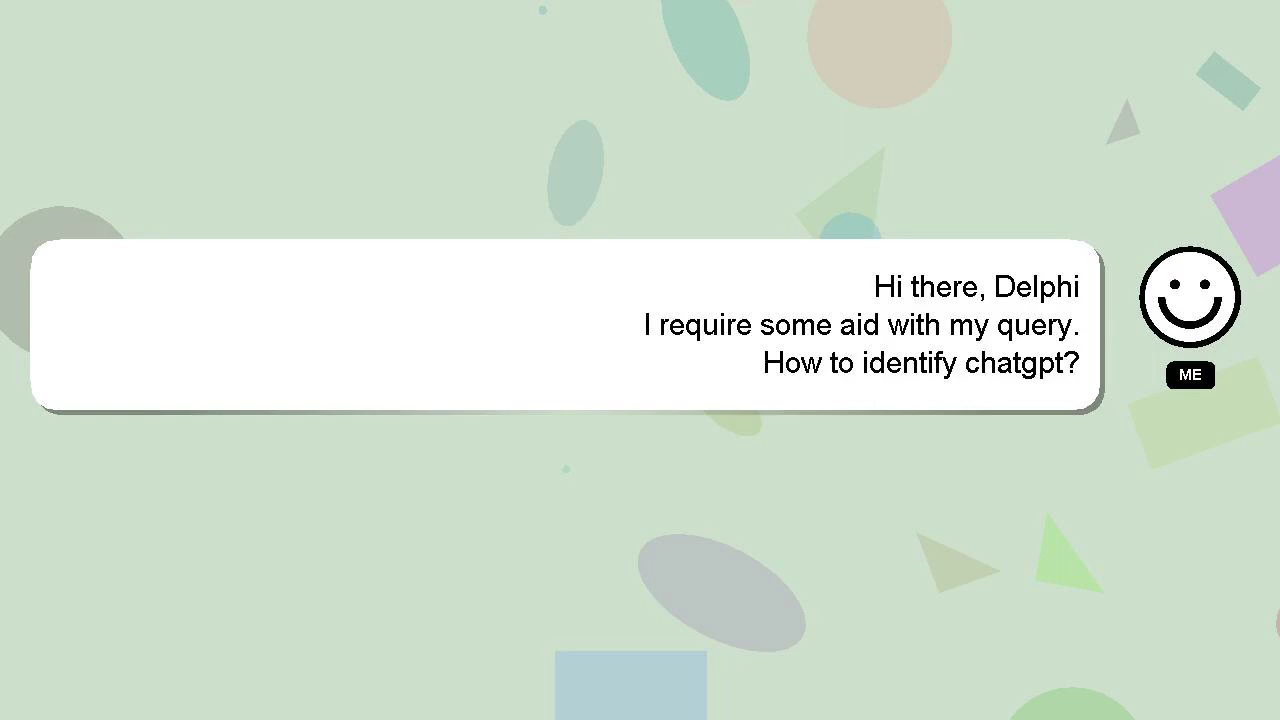 Hi there, Delphi
I require some aid with my query.
How to identify chatgpt?
ME